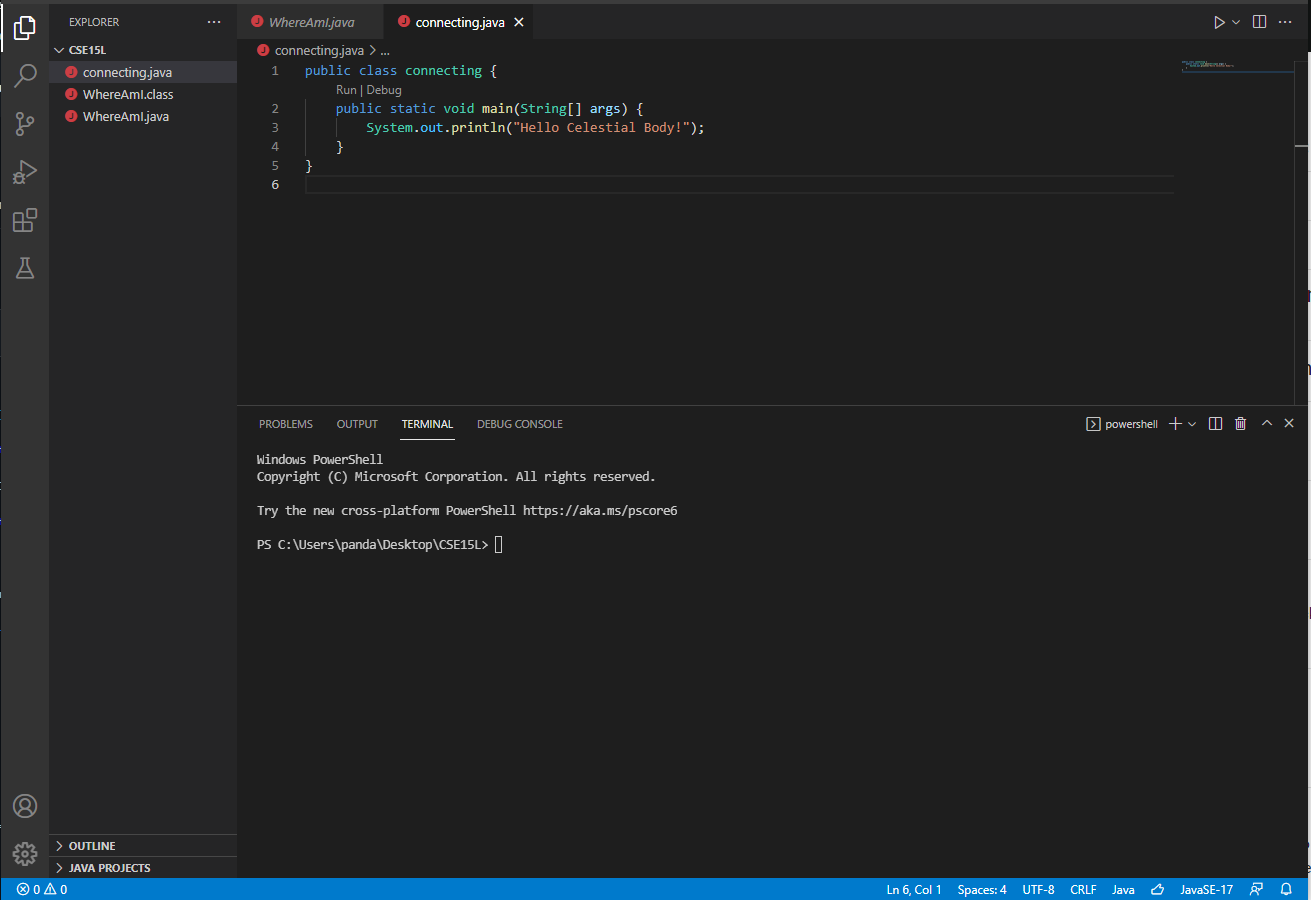 EXPLORER
CSE15L
connecting.java
WhereAmI.class
WhereAmI.java
OUTLINE
JAVA PROJECTS
WhereAmI.java
connecting.java
connecting.java > ...
1 public class connecting {
Run | Debug
2 public static void main(String[] args) {
3 System.out.println("Hello Celestial Body!");
4 }
5 }
6
PROBLEMS OUTPUT TERMINAL DEBUG CONSOLE
powershell
Windows PowerShell
Copyright (C) Microsoft Corporation. All rights reserved.
Try the new cross-platform PowerShell https://aka.ms/pscore6
PS C:\Users\panda\Desktop\CSE15L>
0 0
Ln 6, Col 1 Spaces: 4 UTF-8 CRLF Java JavaSE-17